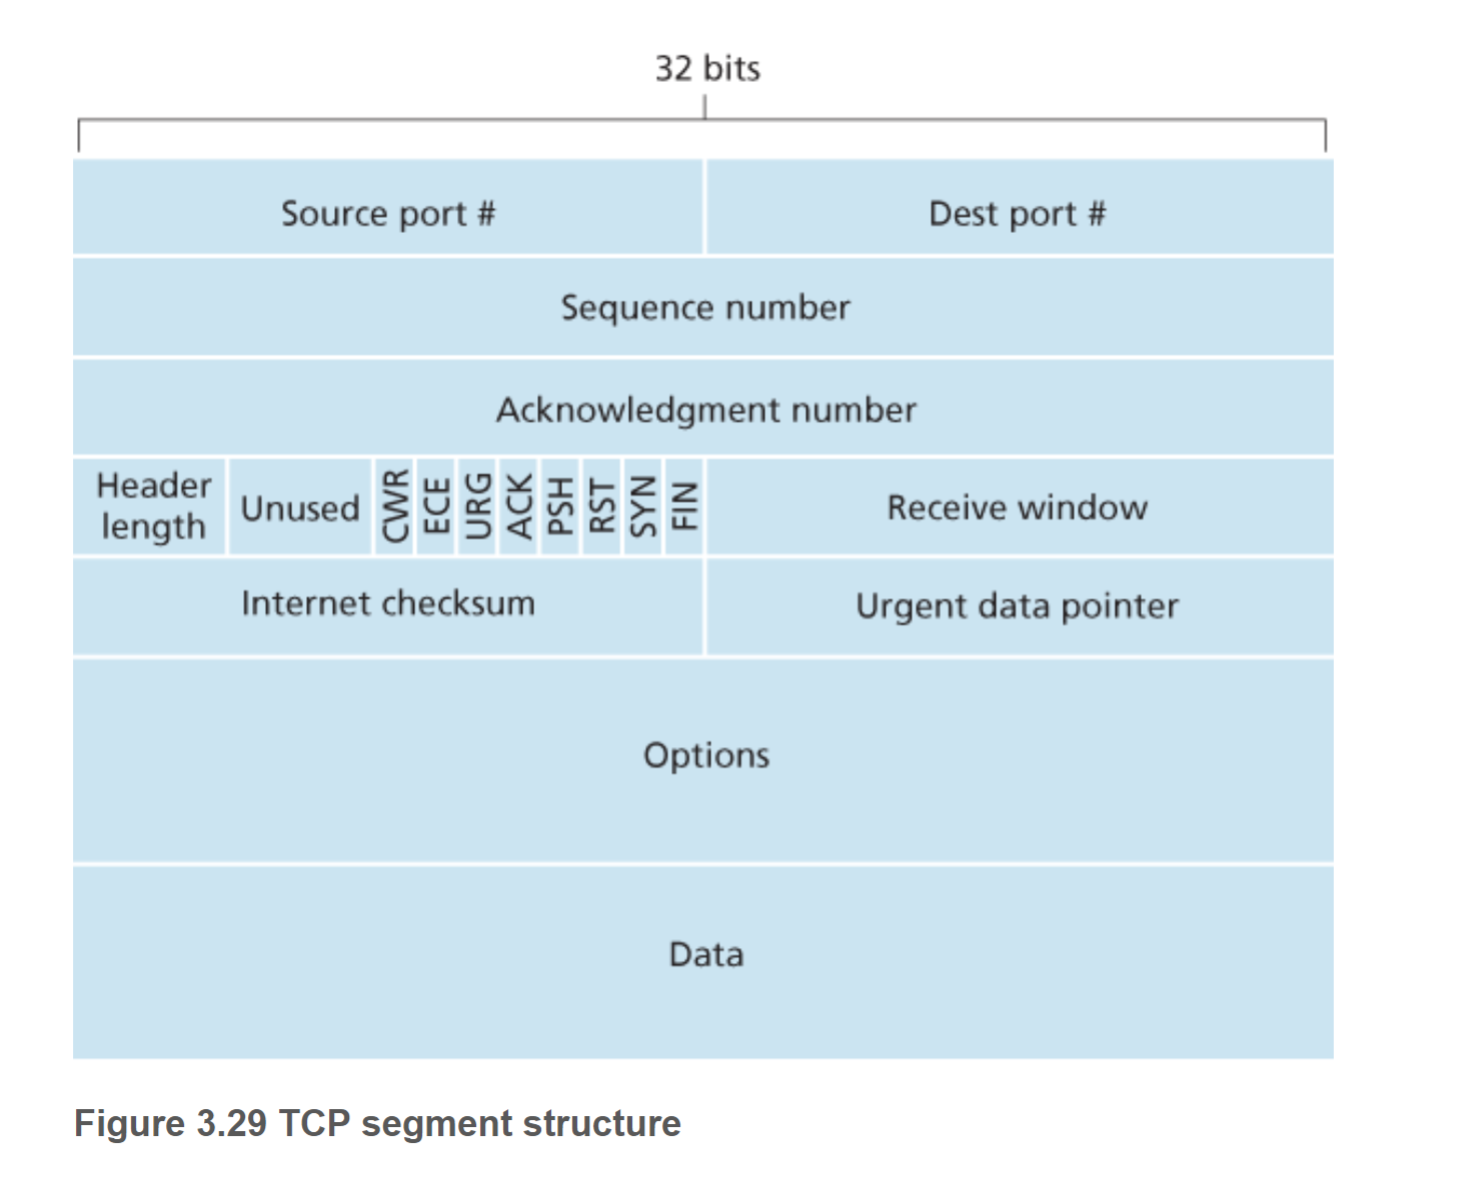 32 bits
Source port #
Dest port #
Sequence number
Acknowledgment number
Header
length
Unused
CWR
ECE
URG
ACK
PSH
RST
SYN
FIN
Receive window
Internet checksum
Urgent data pointer
Options
Data
Figure 3.29 TCP segment structure